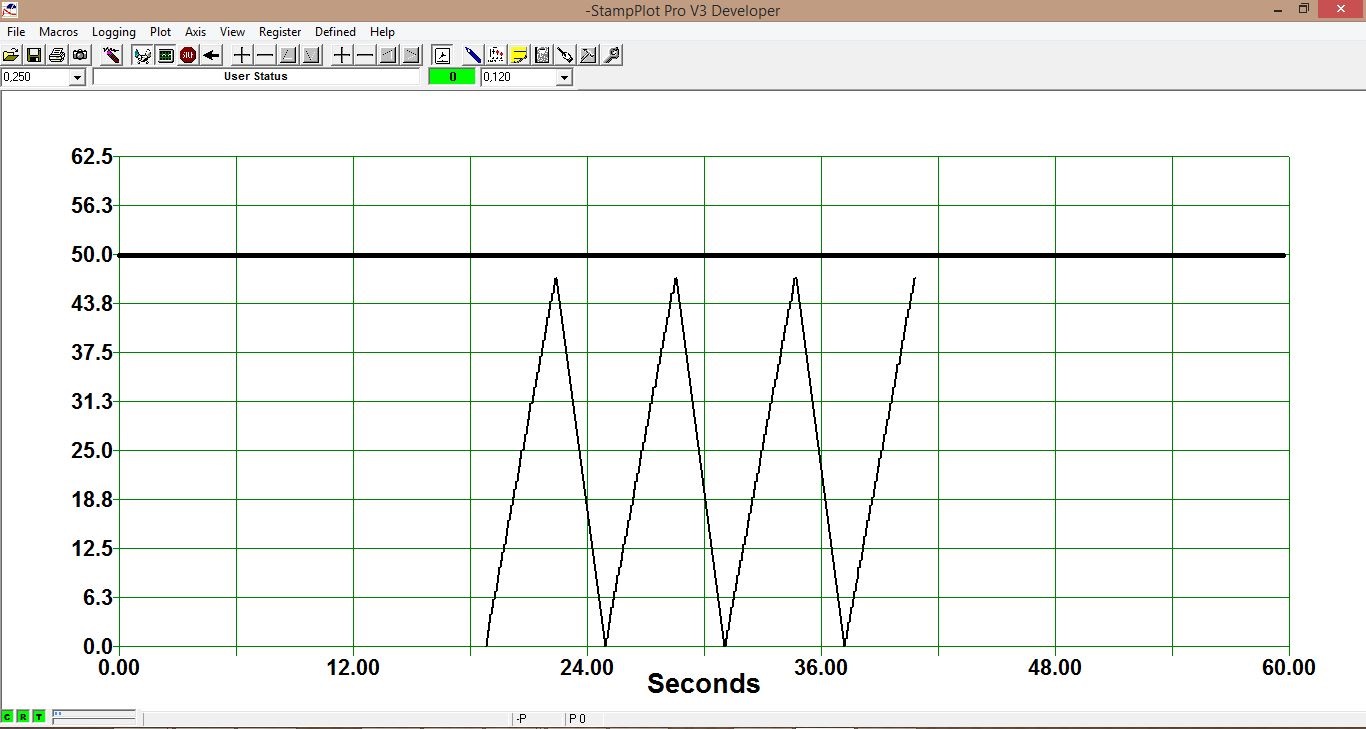 -StampPlot Pro V3 Developer
File Macros Logging Plot Axis View Register Defined Help
STOP
0,250 User Status 0 0,120
62.5
56.3
50.0
43.8
37.5
31.3
25.0
18.8
12.5
6.3
0.0
0.00 12.00 24.00 36.00 48.00 60.00
Seconds
C R T -P P 0